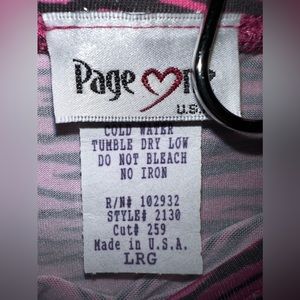 Page
U.S.
COLD WATER
TUMBLE DRY LOW
DO NOT BLEACH
NO IRON
R/N# 102932
STYLE# 2130
Cut# 259
Made in U.S.A.
LRG